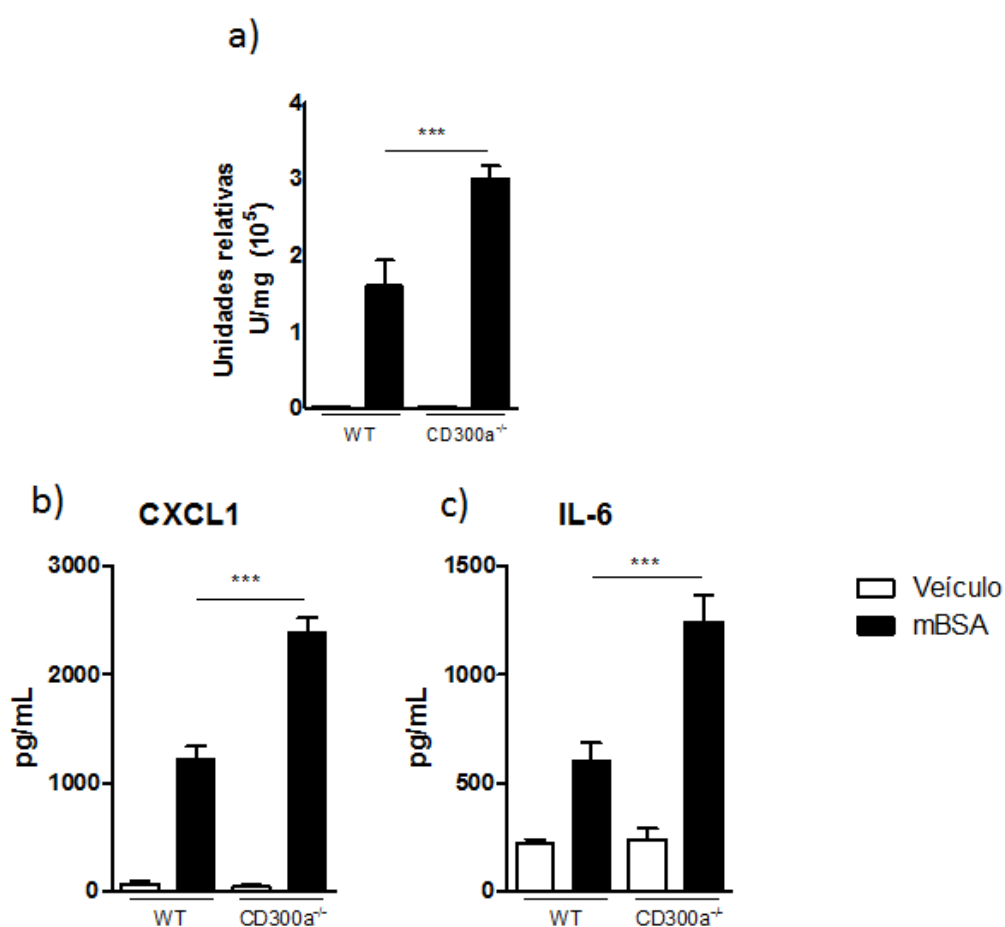 a)
Unidades relativas
U/mg (10⁵)
4
3
2
1
0
***
WT
CD300a⁻/⁻
b)
CXCL1
pg/mL
3000
2000
1000
0
***
WT
CD300a⁻/⁻
c)
IL-6
pg/mL
1500
1000
500
0
***
WT
CD300a⁻/⁻
Veículo
mBSA